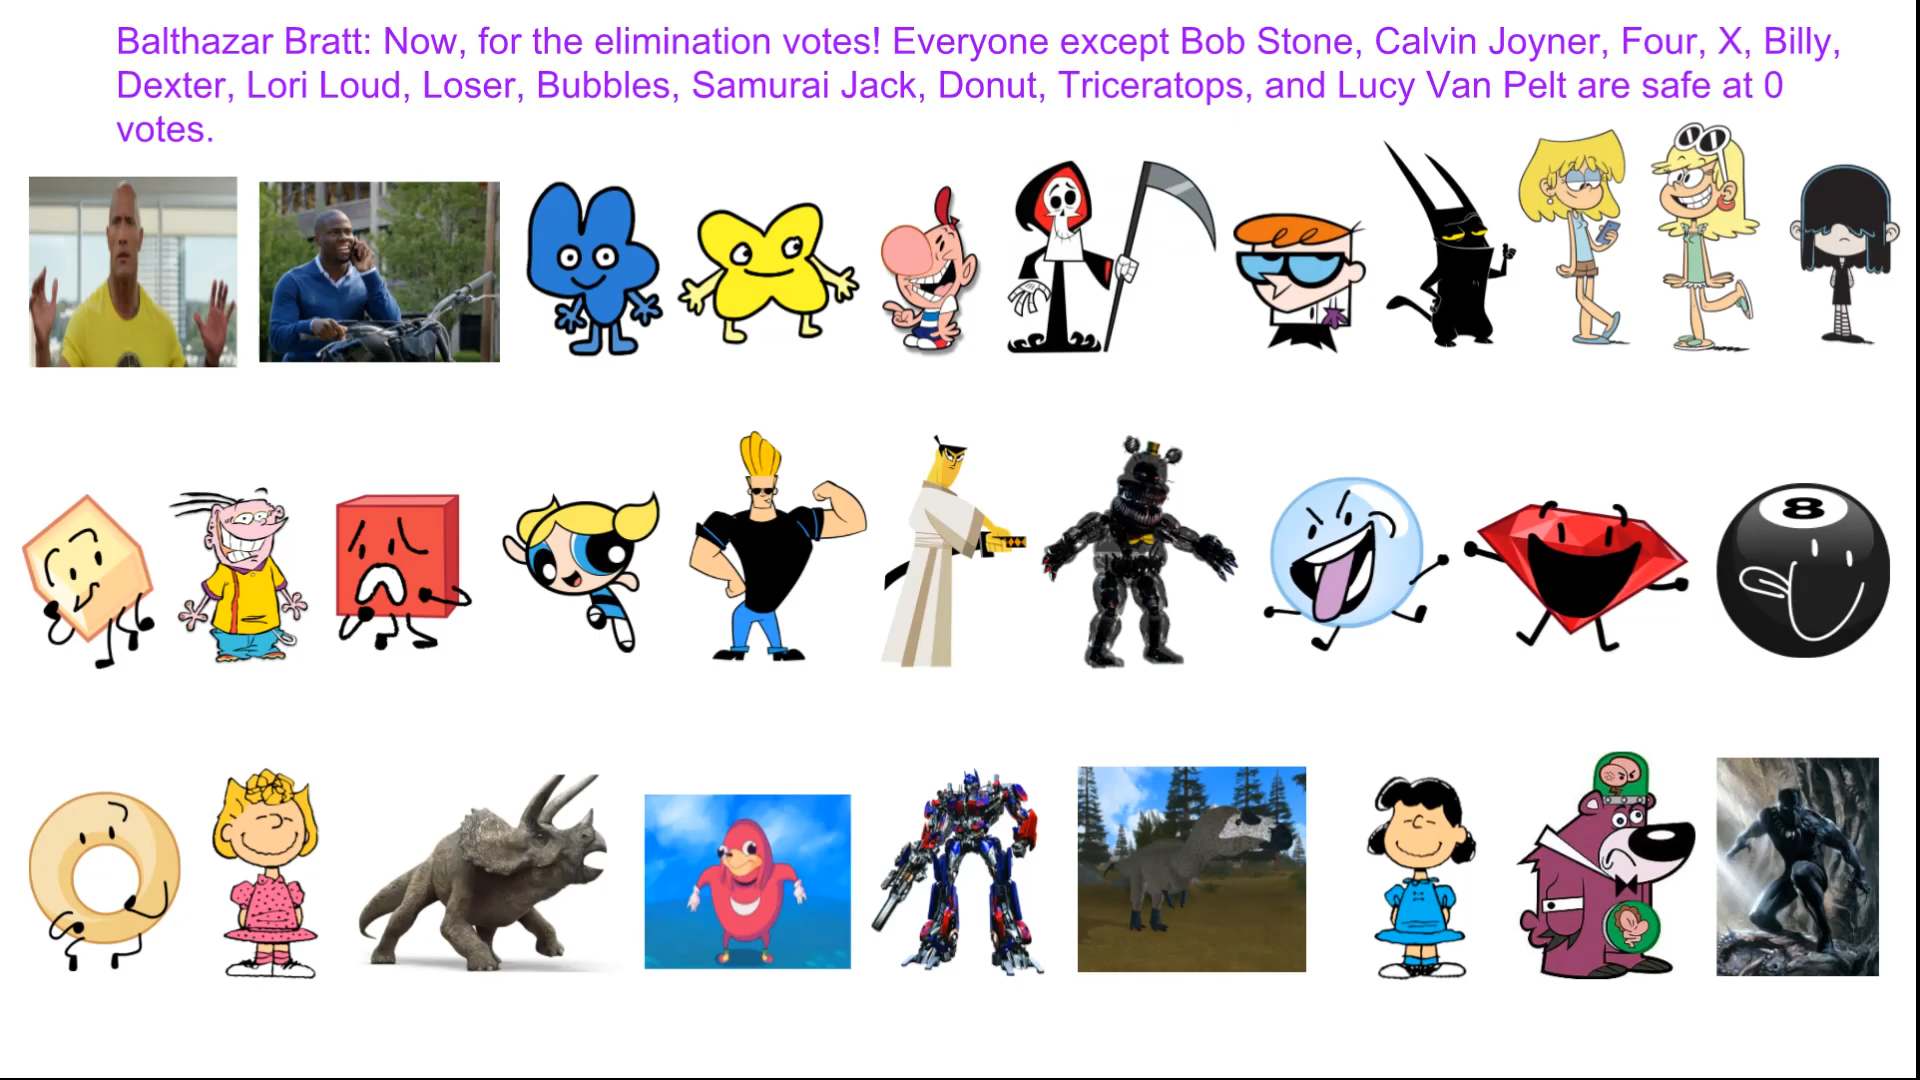 Balthazar Bratt: Now, for the elimination votes! Everyone except Bob Stone, Calvin Joyner, Four, X, Billy,
Dexter, Lori Loud, Loser, Bubbles, Samurai Jack, Donut, Triceratops, and Lucy Van Pelt are safe at 0
votes.
8